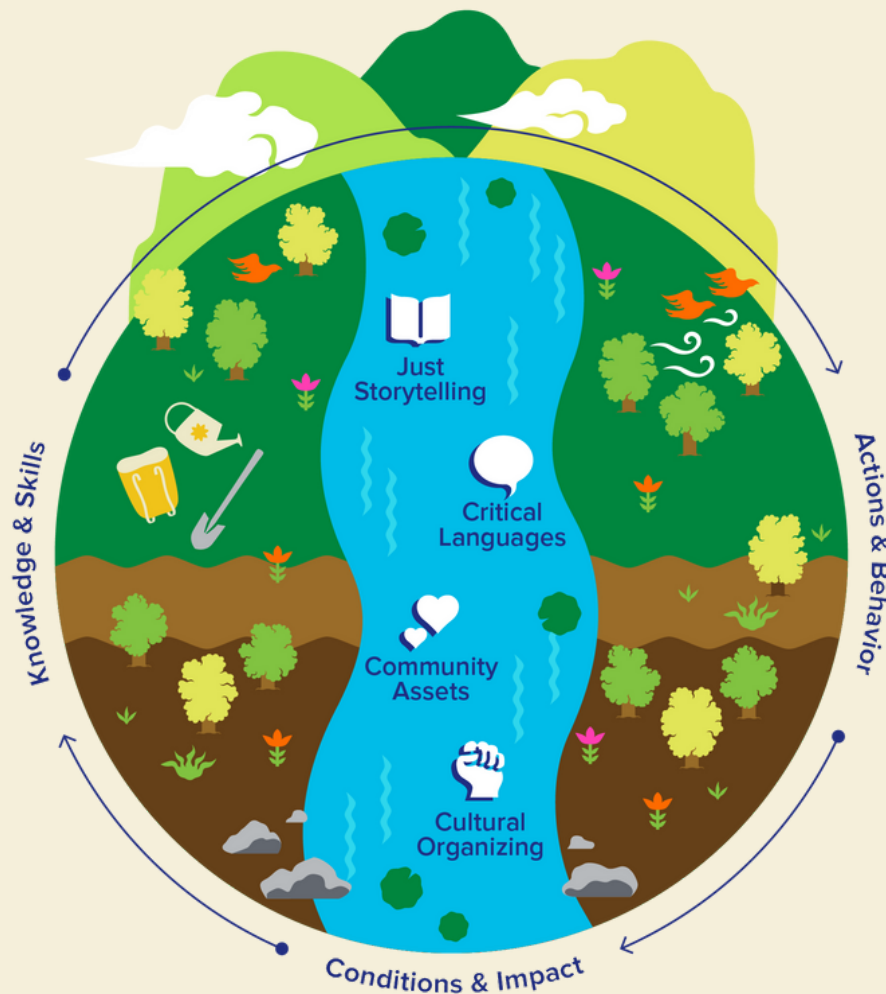 Just
Storytelling
Critical
Languages
Knowledge & Skills
Actions & Behavior
Community
Assets
Cultural
Organizing
Conditions & Impact